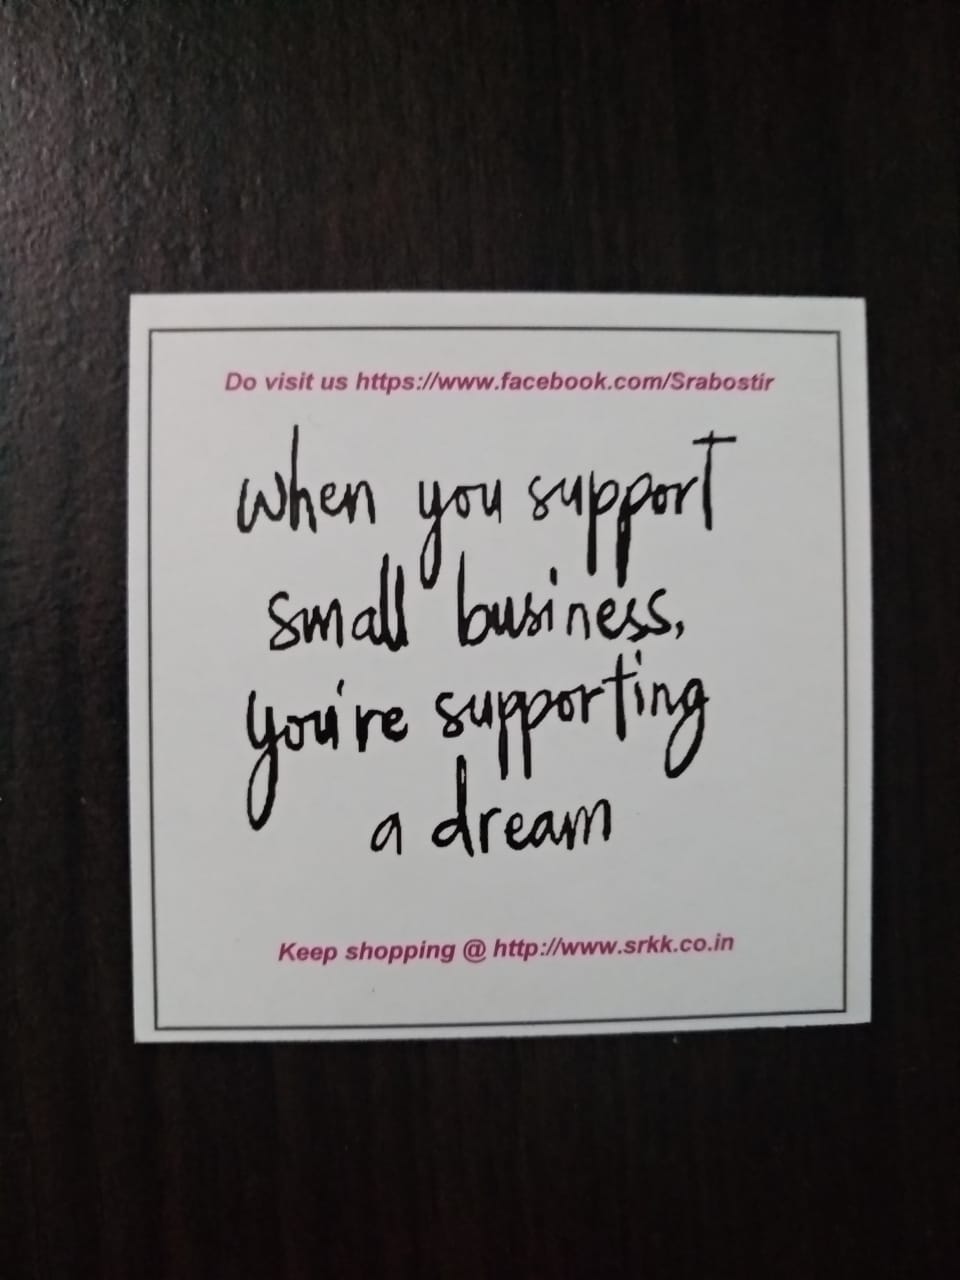 Do visit us https://www.facebook.com/Srabostir
when you support
small business,
you're supporting
a dream
Keep shopping @ http://www.srkk.co.in